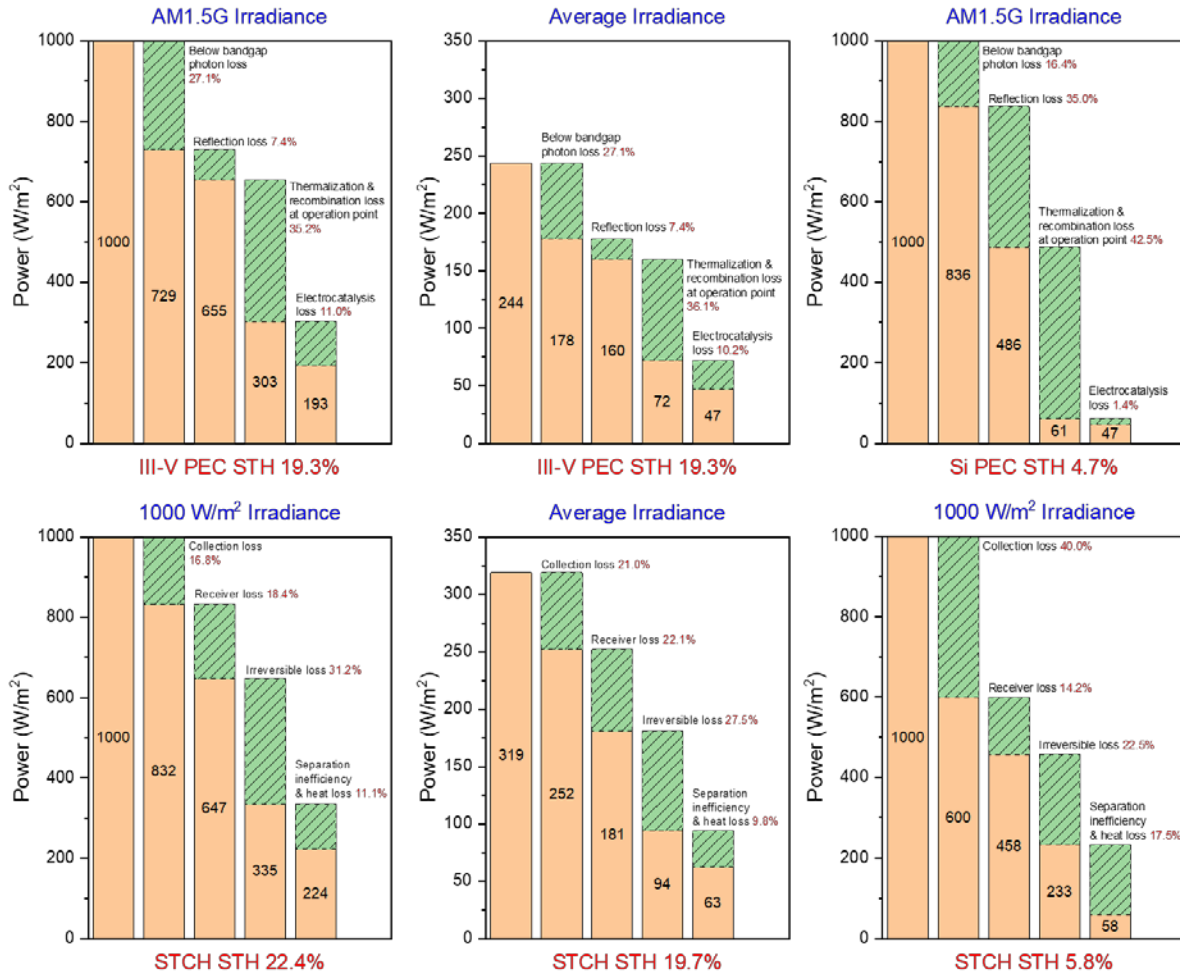 AM1.5G Irradiance
Power (W/m²)
1000
800
600
400
200
0
1000
729
655
303
193
Below bandgap
photon loss
27.1%
Reflection loss 7.4%
Thermalization &
recombination loss
at operation point
35.2%
Electrocatalysis
loss 11.0%
III-V PEC STH 19.3%
Average Irradiance
Power (W/m²)
350
300
250
200
150
100
50
0
244
178
160
72
47
Below bandgap
photon loss 27.1%
Reflection loss 7.4%
Thermalization &
recombination loss
at operation point
36.1%
Electrocatalysis
loss 10.2%
III-V PEC STH 19.3%
AM1.5G Irradiance
Power (W/m²)
1000
800
600
400
200
0
1000
836
486
61
47
Below bandgap
photon loss 16.4%
Reflection loss 35.0%
Thermalization &
recombination loss
at operation point 42.5%
Electrocatalysis
loss 1.4%
Si PEC STH 4.7%
1000 W/m² Irradiance
Power (W/m²)
1000
800
600
400
200
0
1000
832
647
335
224
Collection loss
16.8%
Receiver loss 18.4%
Irreversible loss 31.2%
Separation
inefficiency
& heat loss 11.1%
STCH STH 22.4%
Average Irradiance
Power (W/m²)
350
300
250
200
150
100
50
0
319
252
181
94
63
Collection loss 21.0%
Receiver loss 22.1%
Irreversible loss 27.5%
Separation
inefficiency
& heat loss 9.8%
STCH STH 19.7%
1000 W/m² Irradiance
Power (W/m²)
1000
800
600
400
200
0
1000
600
458
233
58
Collection loss 40.0%
Receiver loss 14.2%
Irreversible loss 22.5%
Separation
inefficiency
& heat loss 17.5%
STCH STH 5.8%